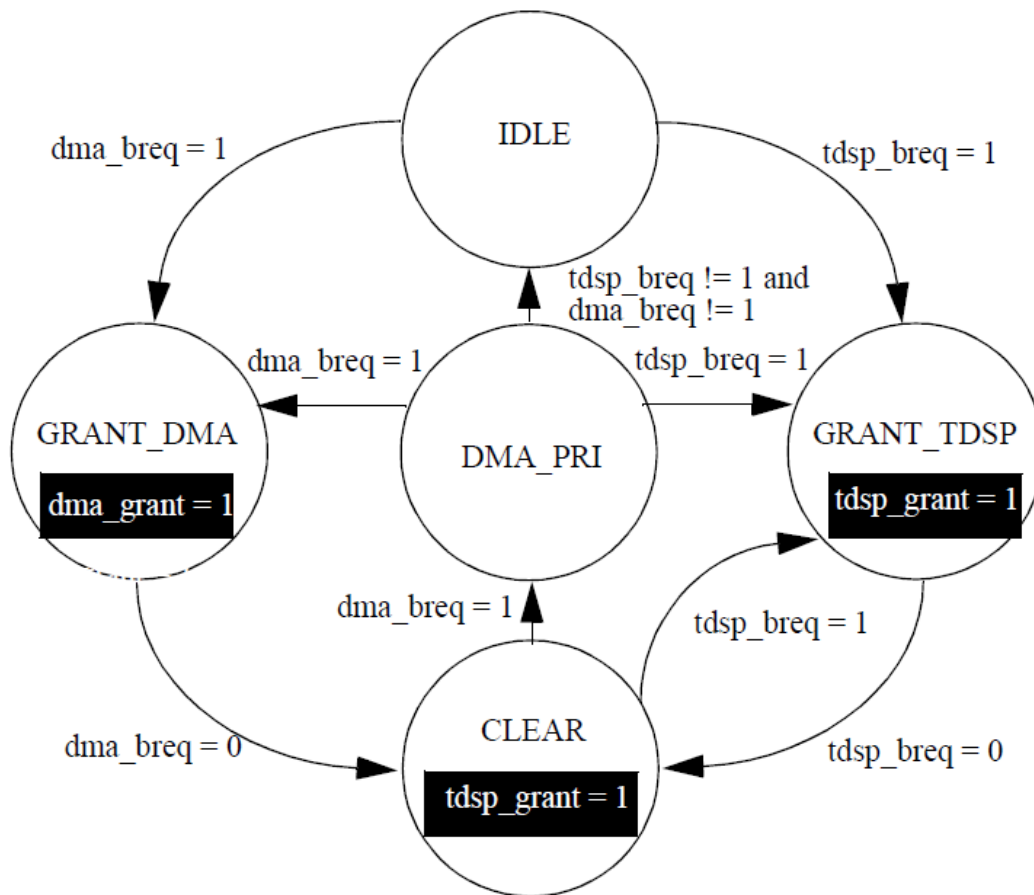 IDLE
dma_breq = 1
tdsp_breq = 1
tdsp_breq != 1 and
dma_breq != 1
dma_breq = 1
tdsp_breq = 1
GRANT_DMA
dma_grant = 1
DMA_PRI
GRANT_TDSP
tdsp_grant = 1
dma_breq = 1
tdsp_breq = 1
CLEAR
tdsp_grant = 1
dma_breq = 0
tdsp_breq = 0